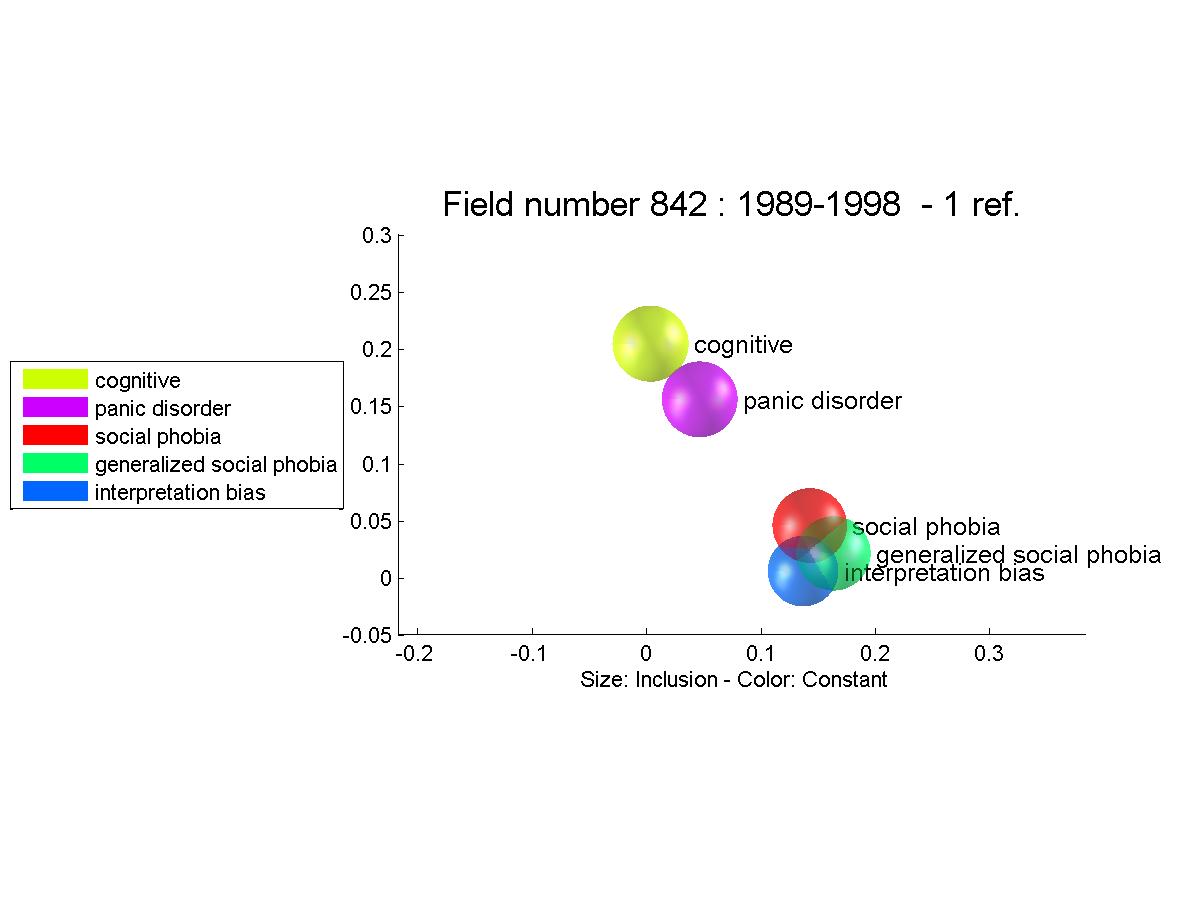 Field number 842 : 1989-1998 - 1 ref.
0.3
0.25
0.2
0.15
0.1
0.05
0
-0.05
-0.2
-0.1
0
0.1
0.2
0.3
Size: Inclusion - Color: Constant
cognitive
panic disorder
social phobia
generalized social phobia
interpretation bias
cognitive
panic disorder
social phobia
generalized social phobia
interpretation bias